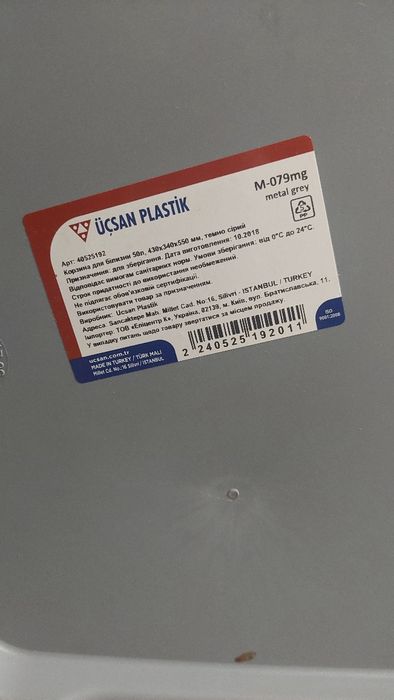 ÜÇSAN PLASTİK
M-079mg
metal grey
PP
Арт: 40525192
Корзина для білизни 50л, 430x340x550 мм, темно сірий
Призначення: для зберігання. Дата виготовлення: 10.2018
Відповідає вимогам санітарних норм. Умови зберігання: від 0°C до 24°C.
Строк придатності до використання необмежений.
Не підлягає обов'язковій сертифікації.
Використовувати товар за призначенням.
Виробник: Ucsan Plastik
Адреса: Sancaktepe Mah. Millet Cad. No:16, Silivri - ISTANBUL / TURKEY
Імпортер: ТОВ «Епіцентр К», Україна, 02139, м. Київ, вул. Братиславська, 11.
У випадку питань щодо товару звертатися за місцем продажу
ucsan.com.tr
MADE IN TURKEY / TÜRK MALI
Millet Cd. No:16 Silivri / ISTANBUL
2 240525 192011
ISO
9001:2008